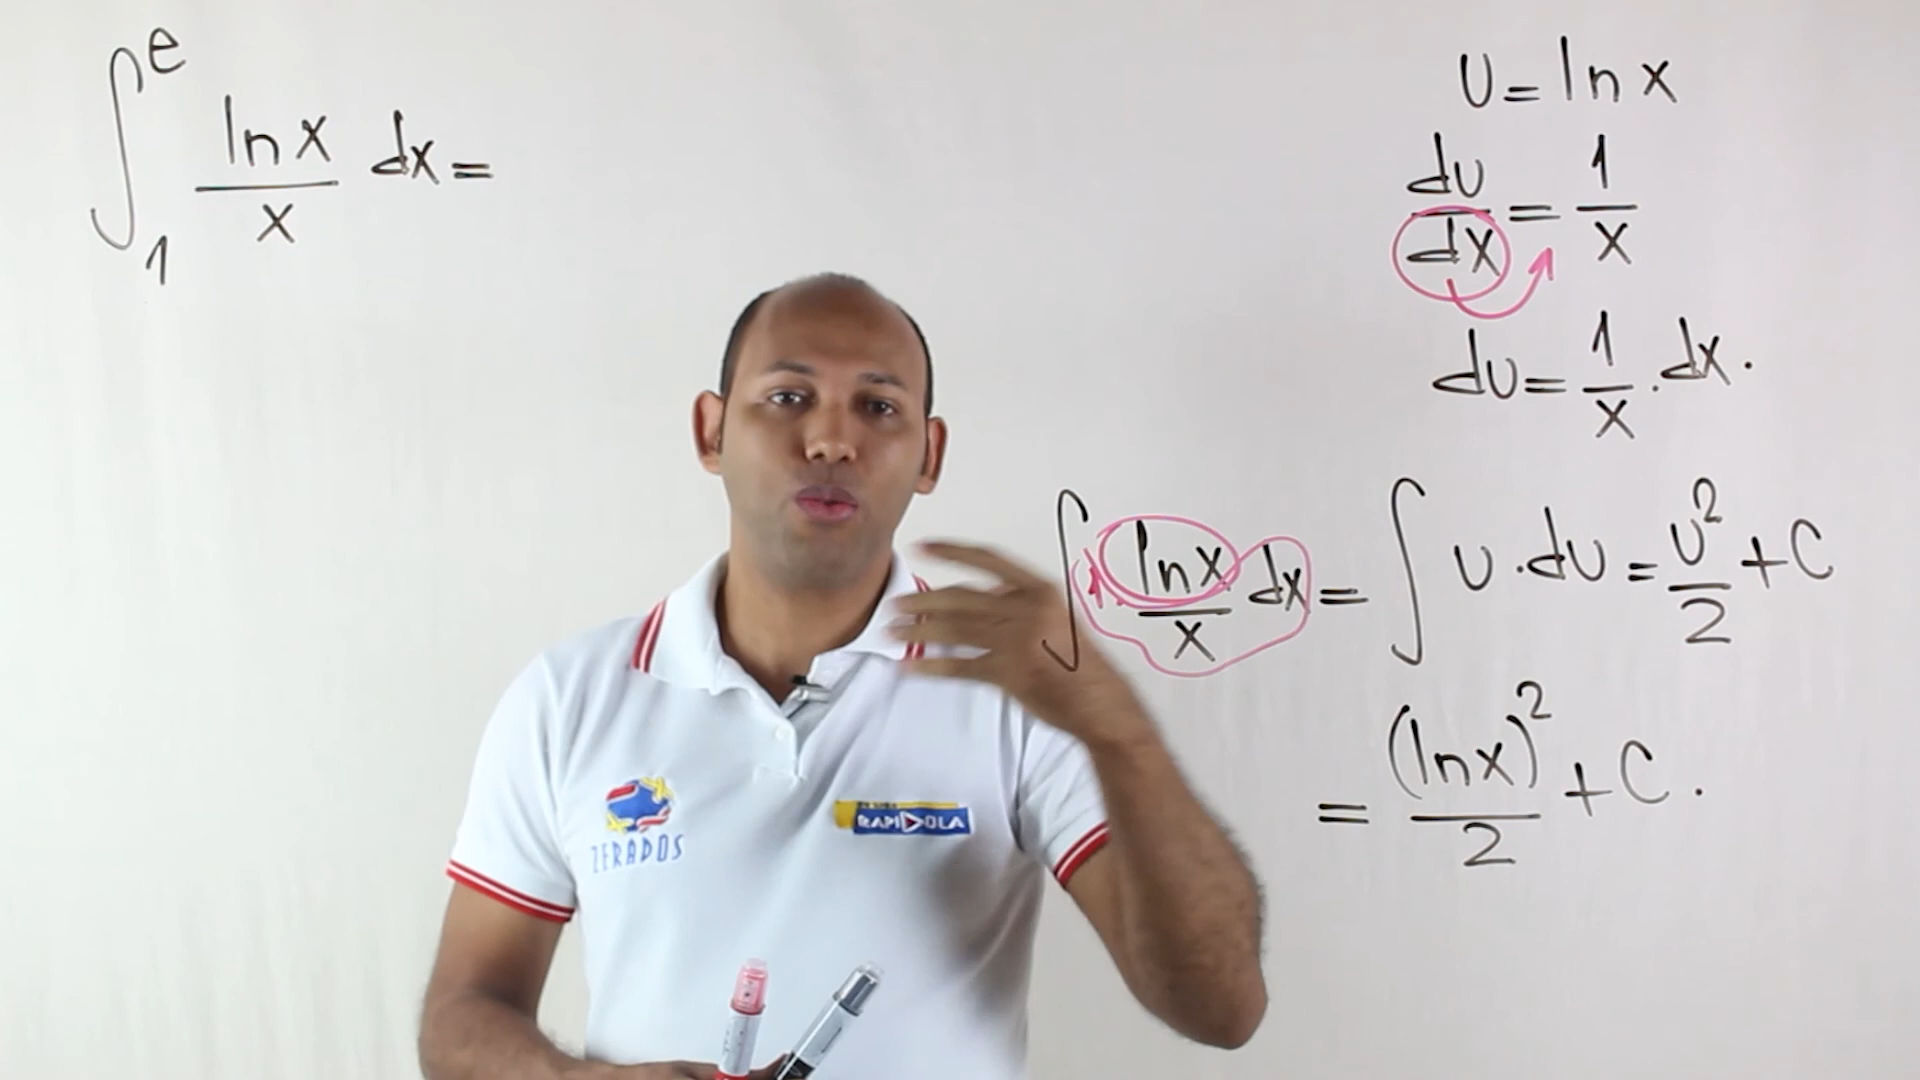 ∫₁ᵉ ln x / x dx =
U = ln x
du/dx = 1/x
du = 1/x . dx .
∫ 1. ln x / x dx = ∫ u . du = u²/2 + C
= (ln x)²/2 + C .
ZERADOS